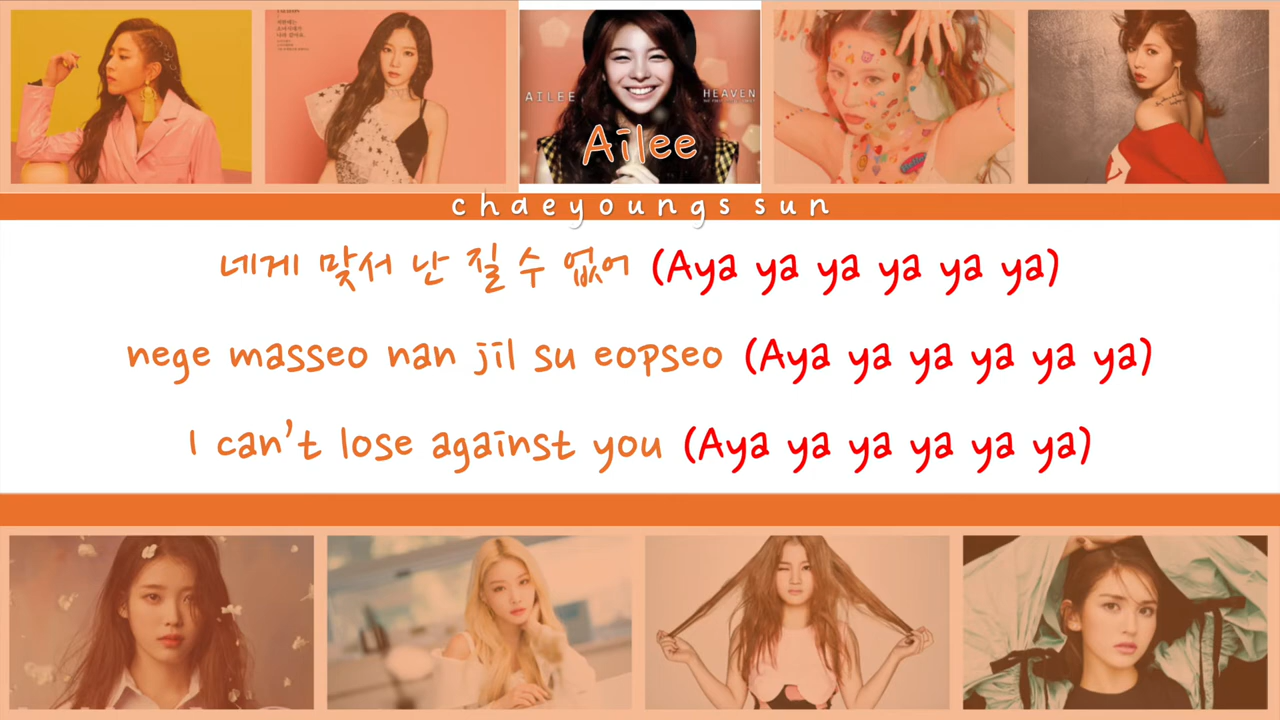 AILEE
HEAVEN
Ailee
chaeyoungs sun
네게 맞서 난 질 수 없어 (Aya ya ya ya ya ya)
nege masseo nan jil su eopseo (Aya ya ya ya ya ya)
I can't lose against you (Aya ya ya ya ya ya)